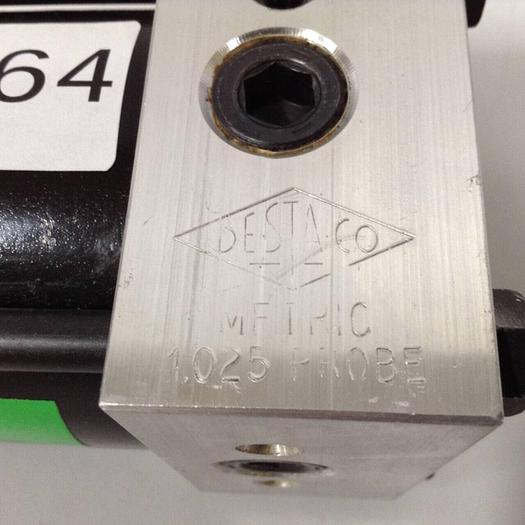 64
DE-STA-CO
METRIC
1.025 PROBE